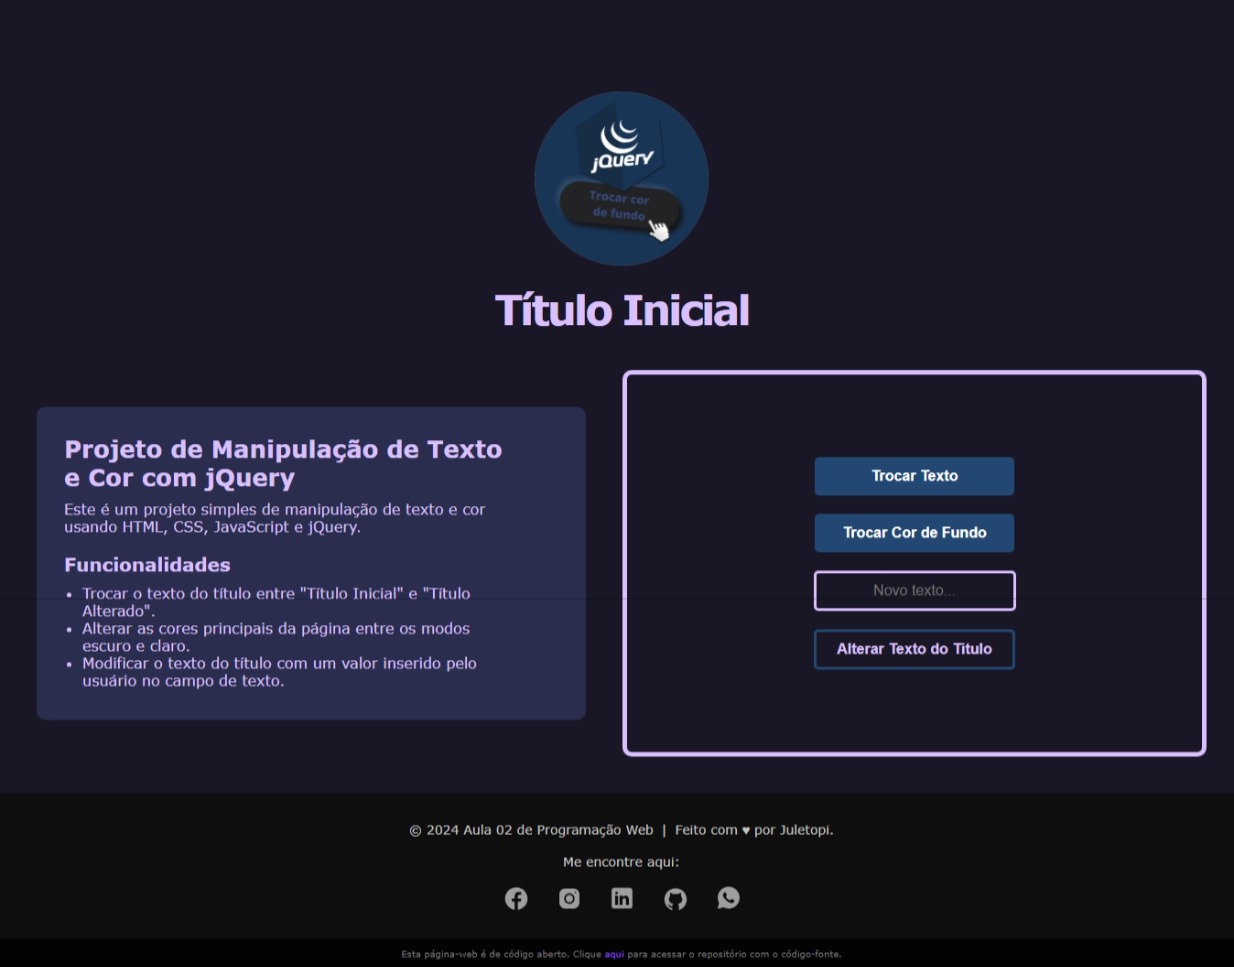 jQuery
Trocar cor
de fundo
Título Inicial
Projeto de Manipulação de Texto
e Cor com jQuery
Este é um projeto simples de manipulação de texto e cor
usando HTML, CSS, JavaScript e jQuery.
Funcionalidades
• Trocar o texto do título entre "Título Inicial" e "Título
Alterado".
• Alterar as cores principais da página entre os modos
escuro e claro.
• Modificar o texto do título com um valor inserido pelo
usuário no campo de texto.
Trocar Texto
Trocar Cor de Fundo
Novo texto...
Alterar Texto do Título
© 2024 Aula 02 de Programação Web | Feito com ♥ por Juletopi.
Me encontre aqui:
Esta página-web é de código aberto. Clique aqui para acessar o repositório com o código-fonte.